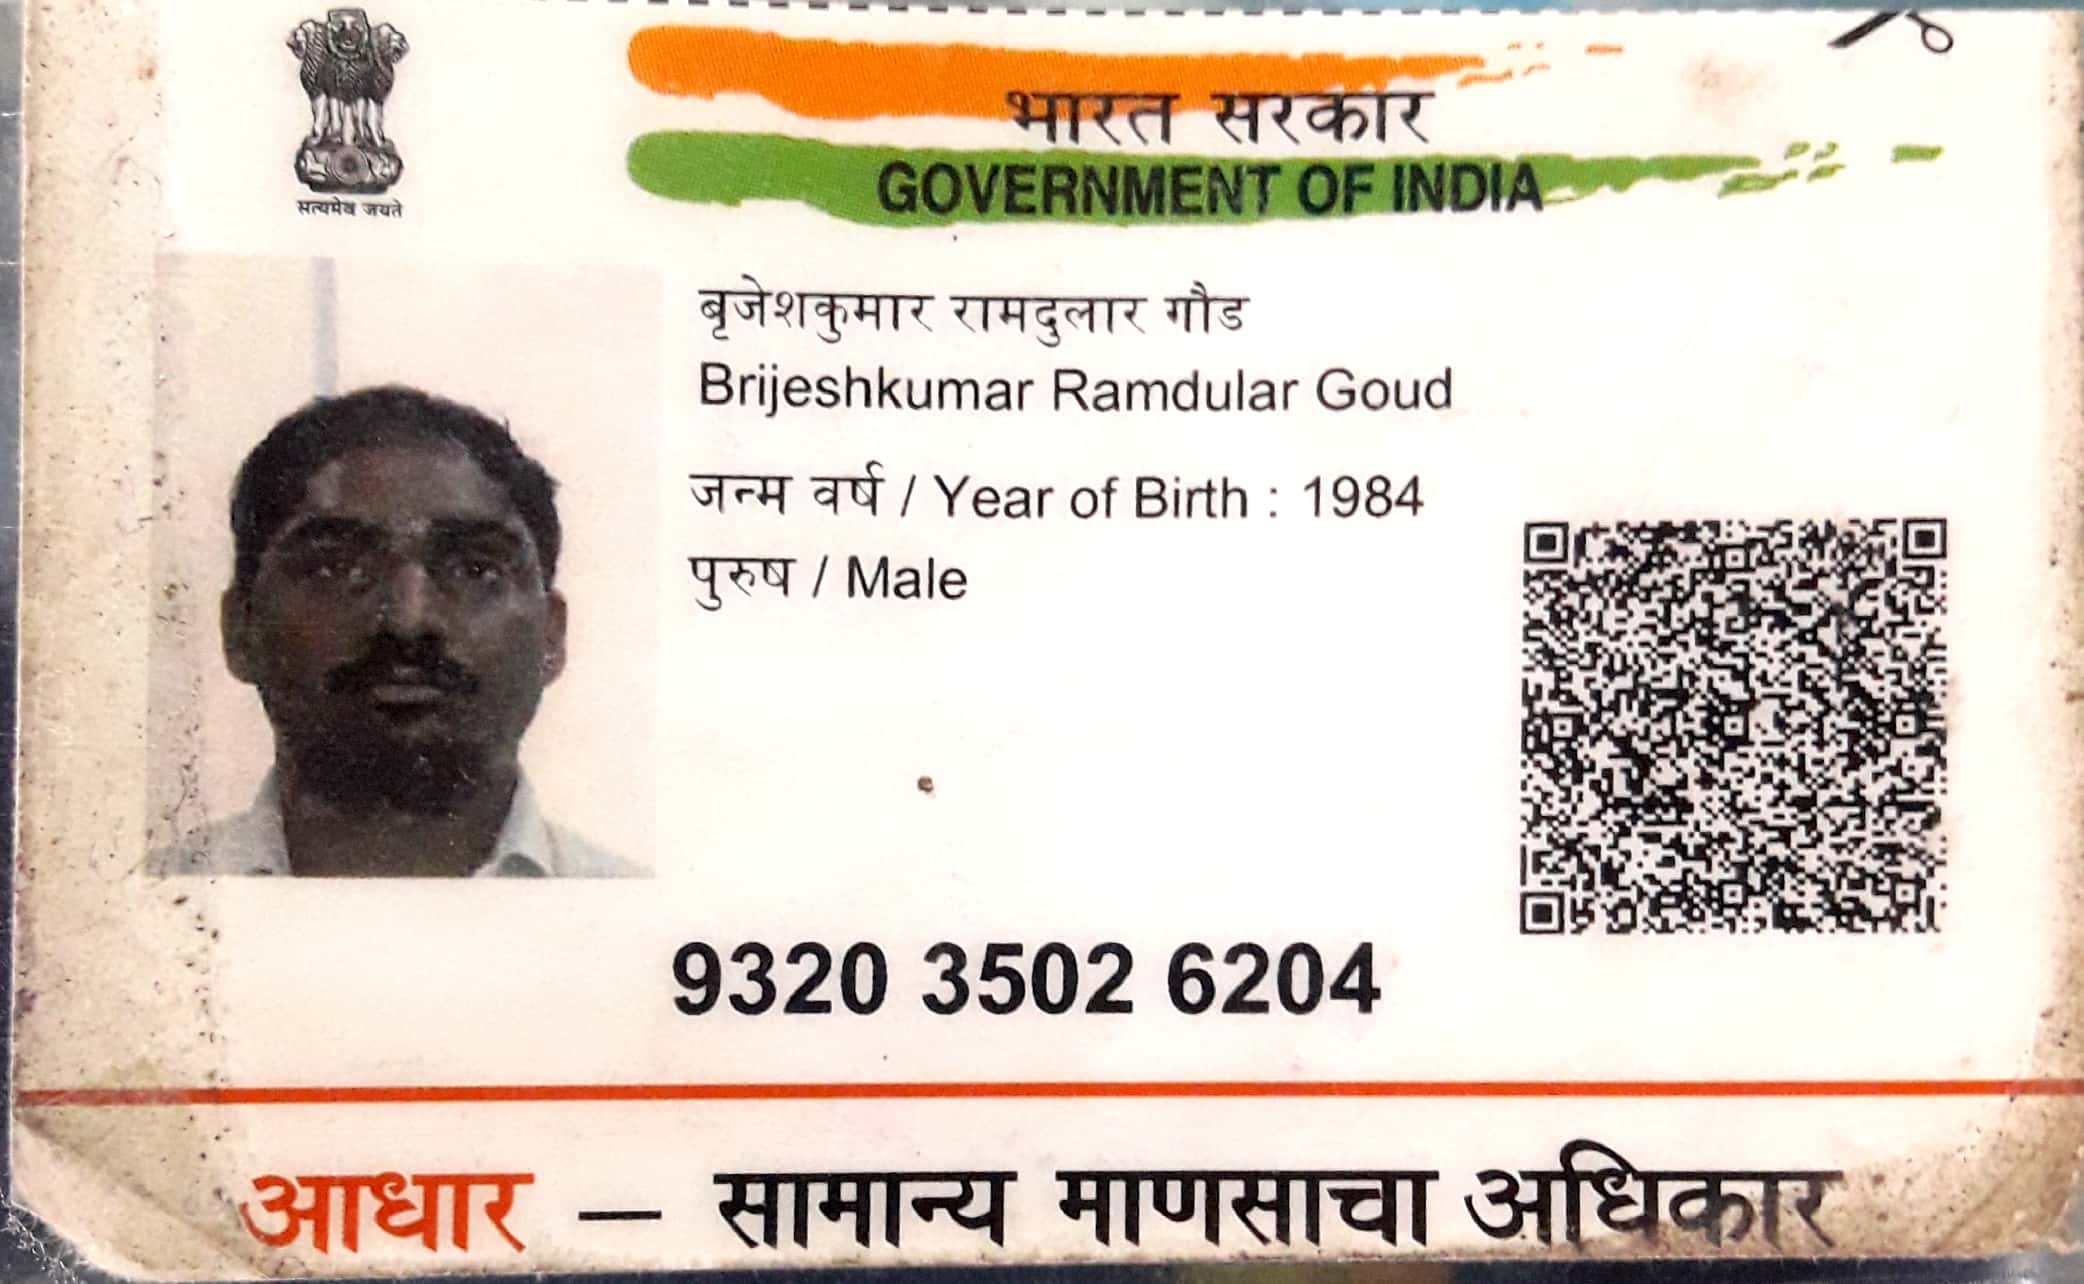 सत्यमेव जयते
भारत सरकार
GOVERNMENT OF INDIA
बृजेशकुमार रामदुलार गौड
Brijeshkumar Ramdular Goud
जन्म वर्ष / Year of Birth : 1984
पुरुष / Male
9320 3502 6204
आधार — सामान्य माणसाचा अधिकार